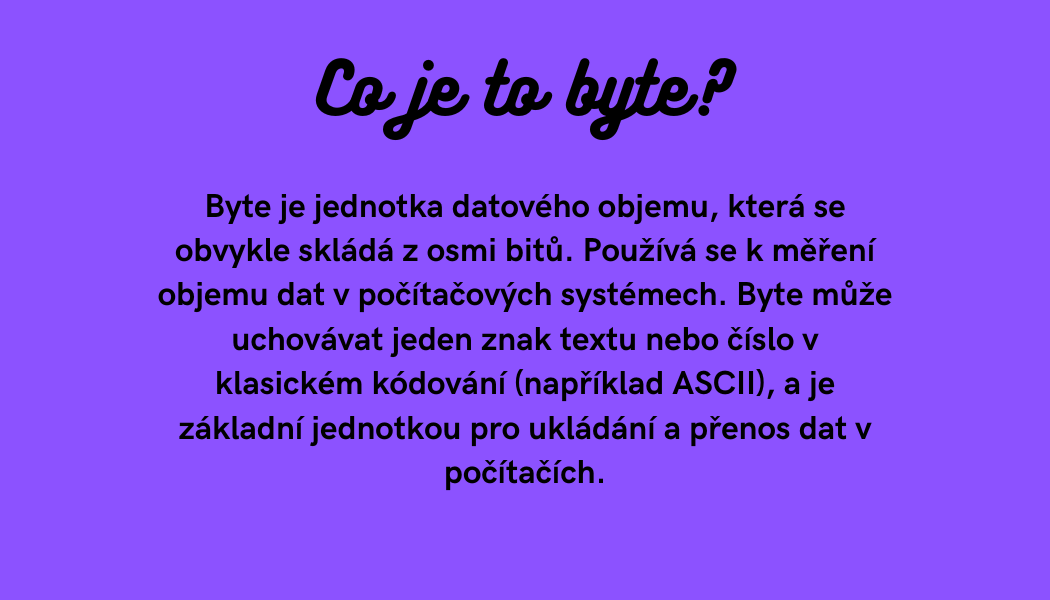 Co je to byte?
Byte je jednotka datového objemu, která se
obvykle skládá z osmi bitů. Používá se k měření
objemu dat v počítačových systémech. Byte může
uchovávat jeden znak textu nebo číslo v
klasickém kódování (například ASCII), a je
základní jednotkou pro ukládání a přenos dat v
počítačích.